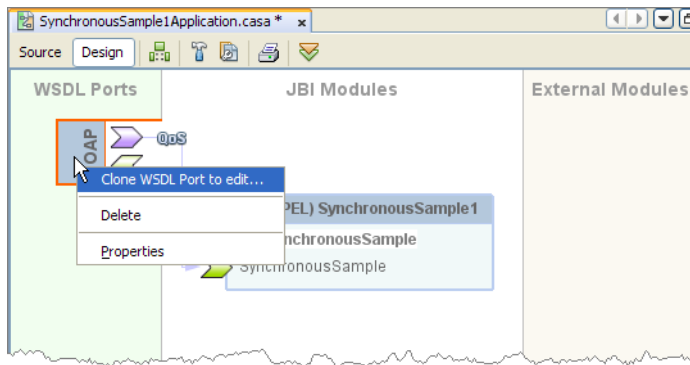 SynchronousSample1Application.casa * x
Source Design
WSDL Ports JBI Modules External Modules
OAP
QoS
Clone WSDL Port to edit...
Delete
Properties
PEL) SynchronousSample1
nchronousSample
SynchronousSample